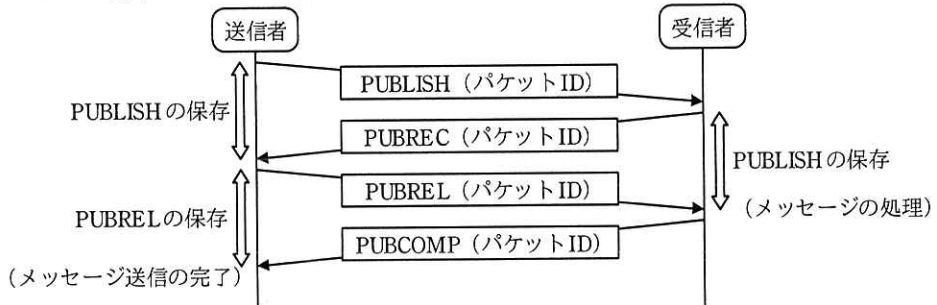 送信者
受信者
PUBLISH（パケットID）
PUBLISHの保存
PUBREC（パケットID）
PUBLISHの保存
PUBREL（パケットID）
（メッセージの処理）
PUBRELの保存
PUBCOMP（パケットID）
（メッセージ送信の完了）